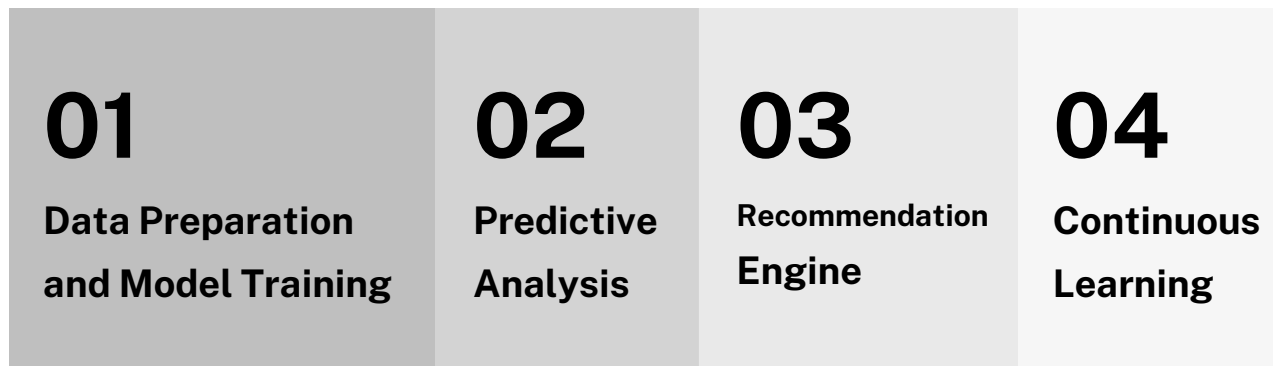 01
Data Preparation
and Model Training
02
Predictive
Analysis
03
Recommendation
Engine
04
Continuous
Learning